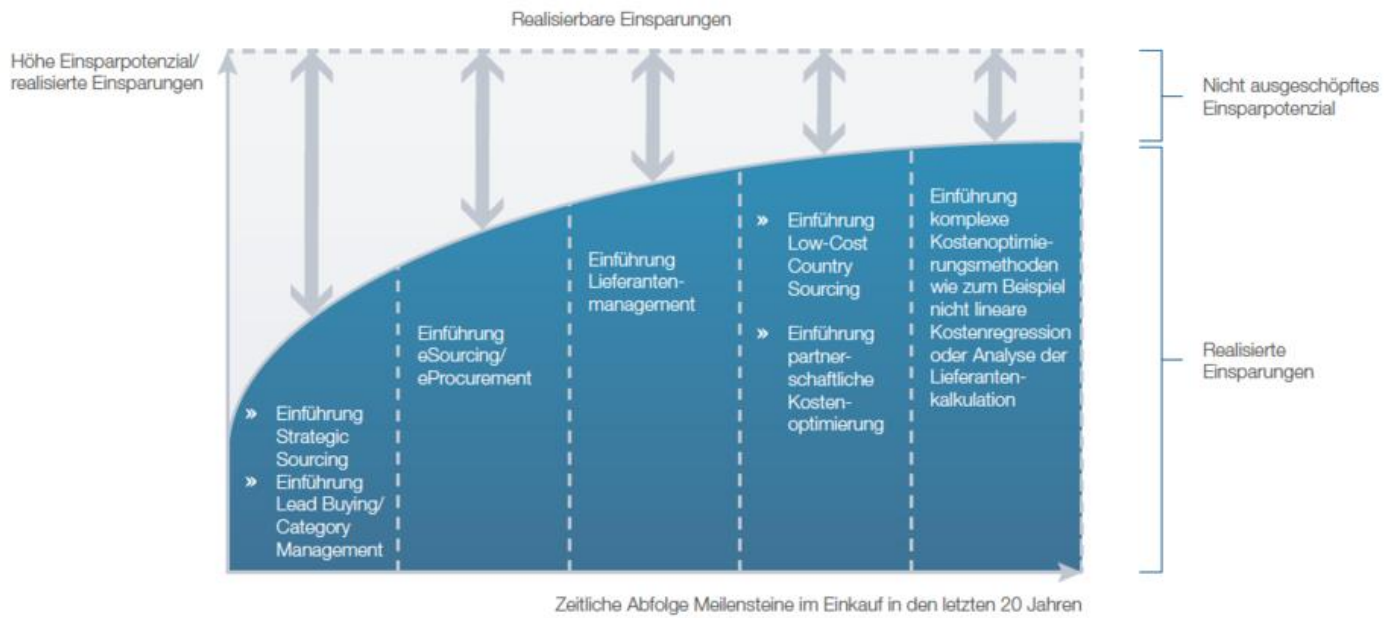 Realisierbare Einsparungen
Höhe Einsparpotenzial/
realisierte Einsparungen
Nicht ausgeschöpftes
Einsparpotenzial
» Einführung
Strategic
Sourcing
» Einführung
Lead Buying/
Category
Management
Einführung
eSourcing/
eProcurement
Einführung
Lieferanten-
management
» Einführung
Low-Cost
Country
Sourcing
» Einführung
partner-
schaftliche
Kosten-
optimierung
Einführung
komplexe
Kostenoptimie-
rungsmethoden
wie zum Beispiel
nicht lineare
Kostenregression
oder Analyse der
Lieferanten-
kalkulation
Realisierte
Einsparungen
Zeitliche Abfolge Meilensteine im Einkauf in den letzten 20 Jahren